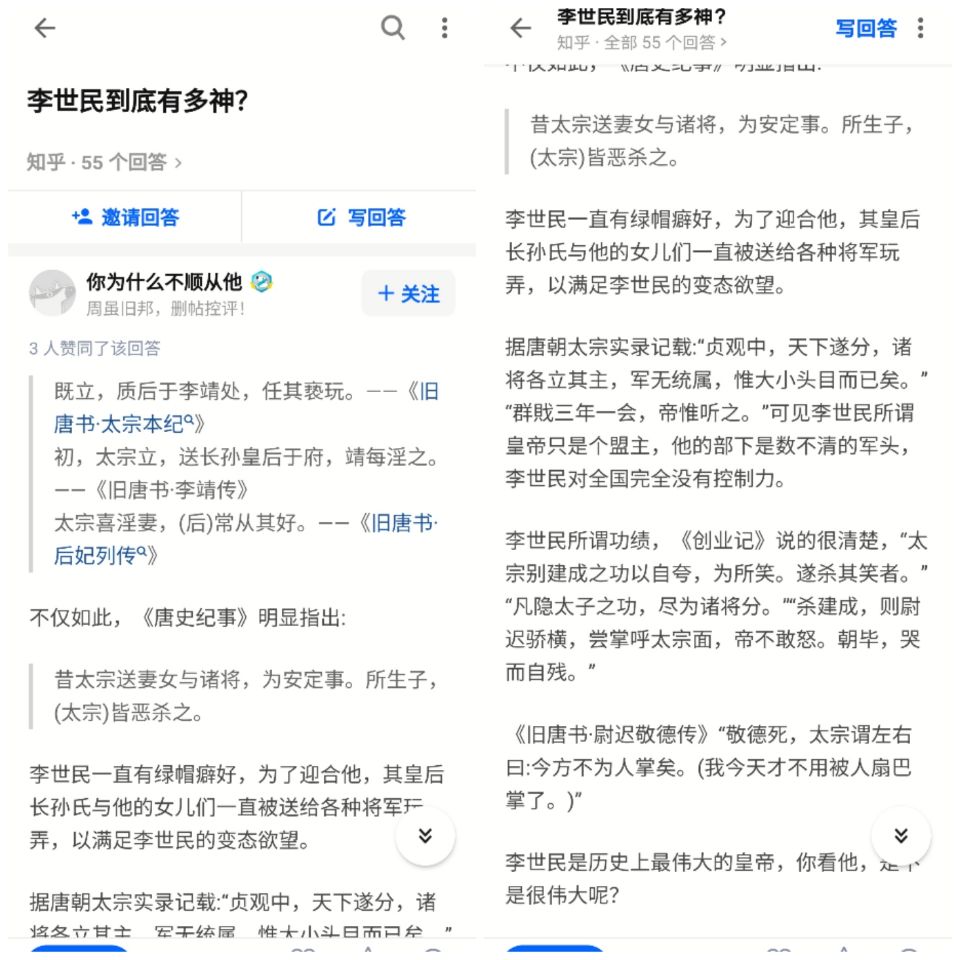 李世民到底有多神？
知乎 · 55 个回答 >
邀请回答
写回答
你为什么不顺从他
周虽旧邦，删帖控评！
+ 关注
3 人赞同了该回答
既立，质后于李靖处，任其亵玩。——《旧
唐书·太宗本纪》
初，太宗立，送长孙皇后于府，靖每淫之。
——《旧唐书·李靖传》
太宗喜淫妻，(后)常从其好。——《旧唐书·
后妃列传》
不仅如此，《唐史纪事》明显指出:
昔太宗送妻女与诸将，为安定事。所生子，
(太宗)皆恶杀之。
李世民一直有绿帽癖好，为了迎合他，其皇后
长孙氏与他的女儿们一直被送给各种将军玩
弄，以满足李世民的变态欲望。
据唐朝太宗实录记载:“贞观中，天下遂分，诸
将各立其主，军无统属，惟大小头目而已矣。”
李世民到底有多神？
知乎 · 全部 55 个回答 >
写回答
不仅如此，《唐史纪事》明显指出:
昔太宗送妻女与诸将，为安定事。所生子，
(太宗)皆恶杀之。
李世民一直有绿帽癖好，为了迎合他，其皇后
长孙氏与他的女儿们一直被送给各种将军玩
弄，以满足李世民的变态欲望。
据唐朝太宗实录记载:“贞观中，天下遂分，诸
将各立其主，军无统属，惟大小头目而已矣。”
“群戝三年一会，帝惟听之。”可见李世民所谓
皇帝只是个盟主，他的部下是数不清的军头，
李世民对全国完全没有控制力。
李世民所谓功绩，《创业记》说的很清楚，“太
宗别建成之功以自夸，为所笑。遂杀其笑者。”
“凡隐太子之功，尽为诸将分。”“杀建成，则尉
迟骄横，尝掌呼太宗面，帝不敢怒。朝毕，哭
而自残。”
《旧唐书·尉迟敬德传》“敬德死，太宗谓左右
曰:今方不为人掌矣。(我今天才不用被人扇巴
掌了。)”
李世民是历史上最伟大的皇帝，你看他，是不
是很伟大呢？